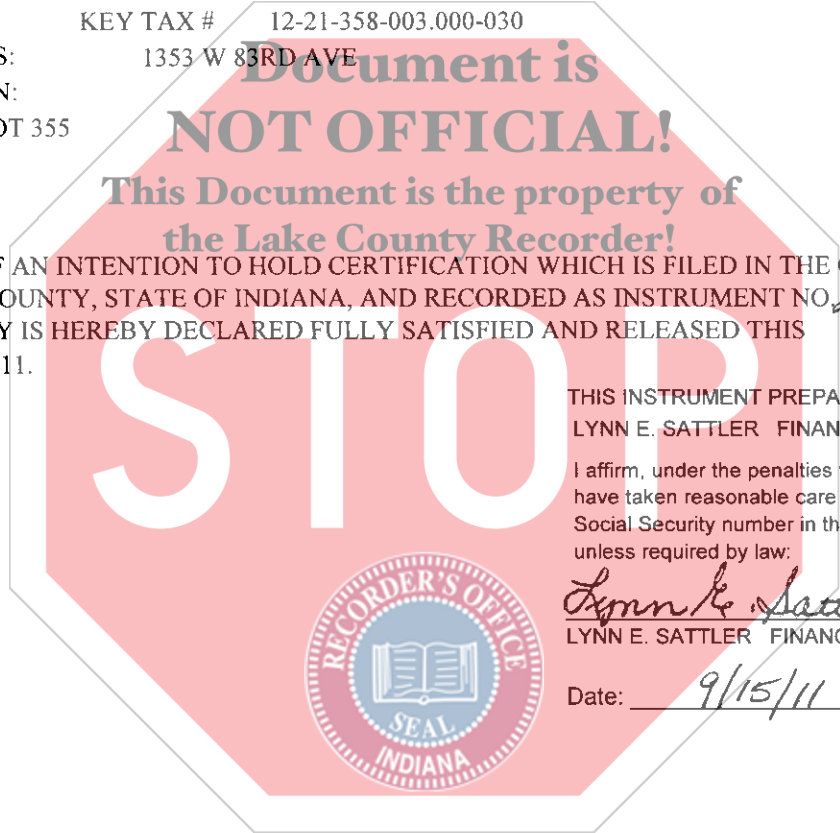 KEY TAX # 12-21-358-003.000-030
S: 1353 W 83RD AVE
N:
OT 355
Document is
NOT OFFICIAL!
This Document is the property of
the Lake County Recorder!
F AN INTENTION TO HOLD CERTIFICATION WHICH IS FILED IN THE
OUNTY, STATE OF INDIANA, AND RECORDED AS INSTRUMENT NO.
Y IS HEREBY DECLARED FULLY SATISFIED AND RELEASED THIS
11.
STOP
THIS INSTRUMENT PREPA
LYNN E. SATTLER FINAN
I affirm, under the penalties
have taken reasonable care
Social Security number in th
unless required by law:
Lynn E. Satt
LYNN E. SATTLER FINANC
Date: 9/15/11
RECORDER'S OFFICE
SEAL
INDIANA